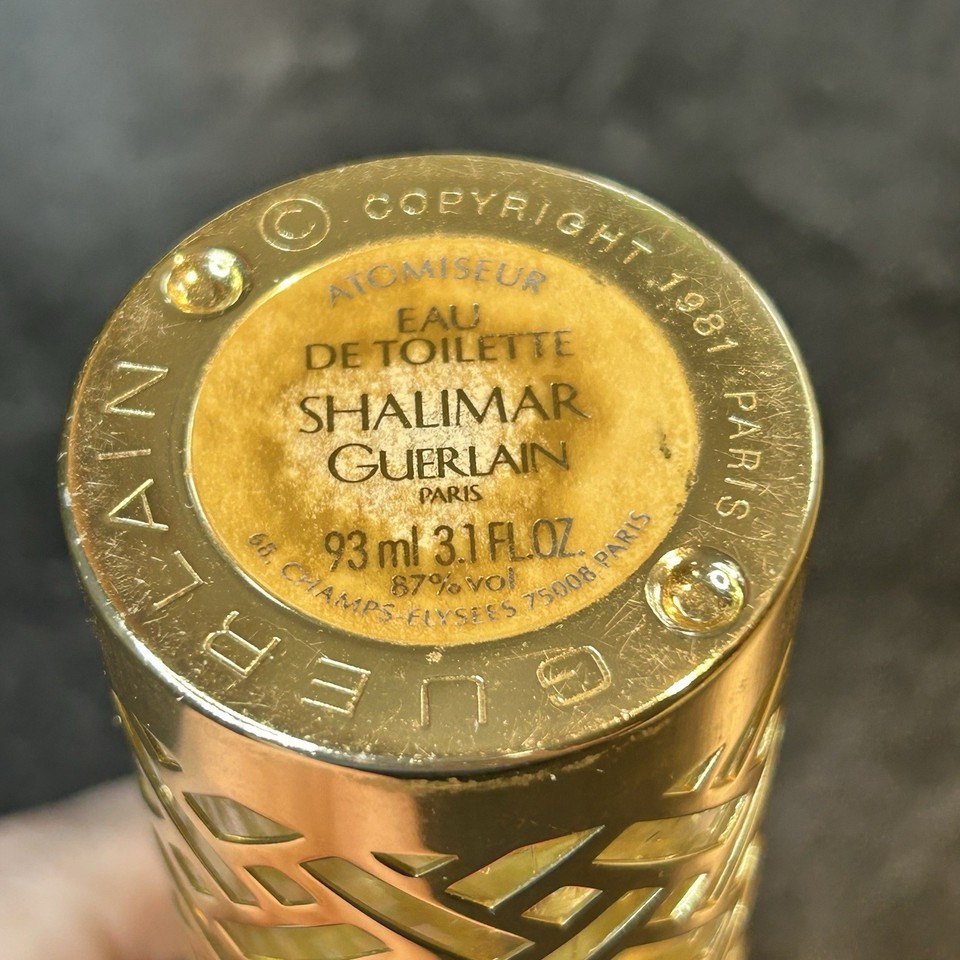 © COPYRIGHT 1981 PARIS
GUERLAIN
ATOMISEUR
EAU
DE TOILETTE
SHALIMAR
GUERLAIN
PARIS
93 ml 3.1 FL.OZ.
87% vol
68, CHAMPS-ELYSEES 75008 PARIS